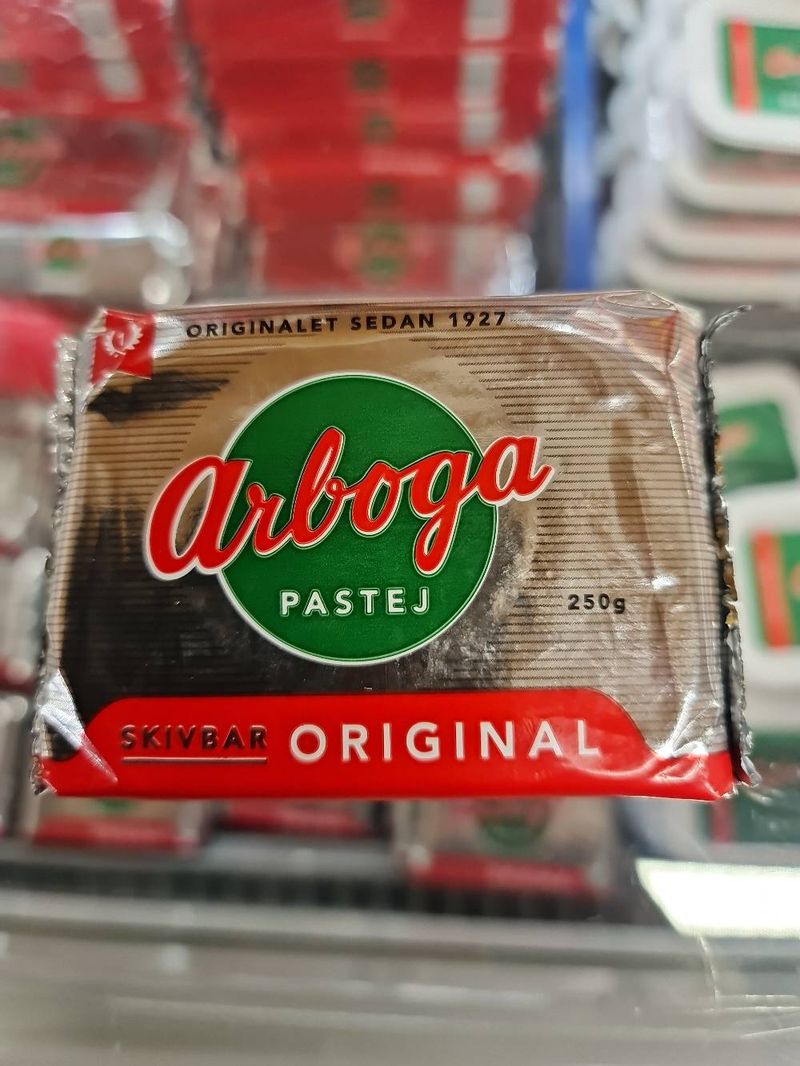 ORIGINALET SEDAN 1927
Arboga
PASTEJ
250g
SKIVBAR ORIGINAL